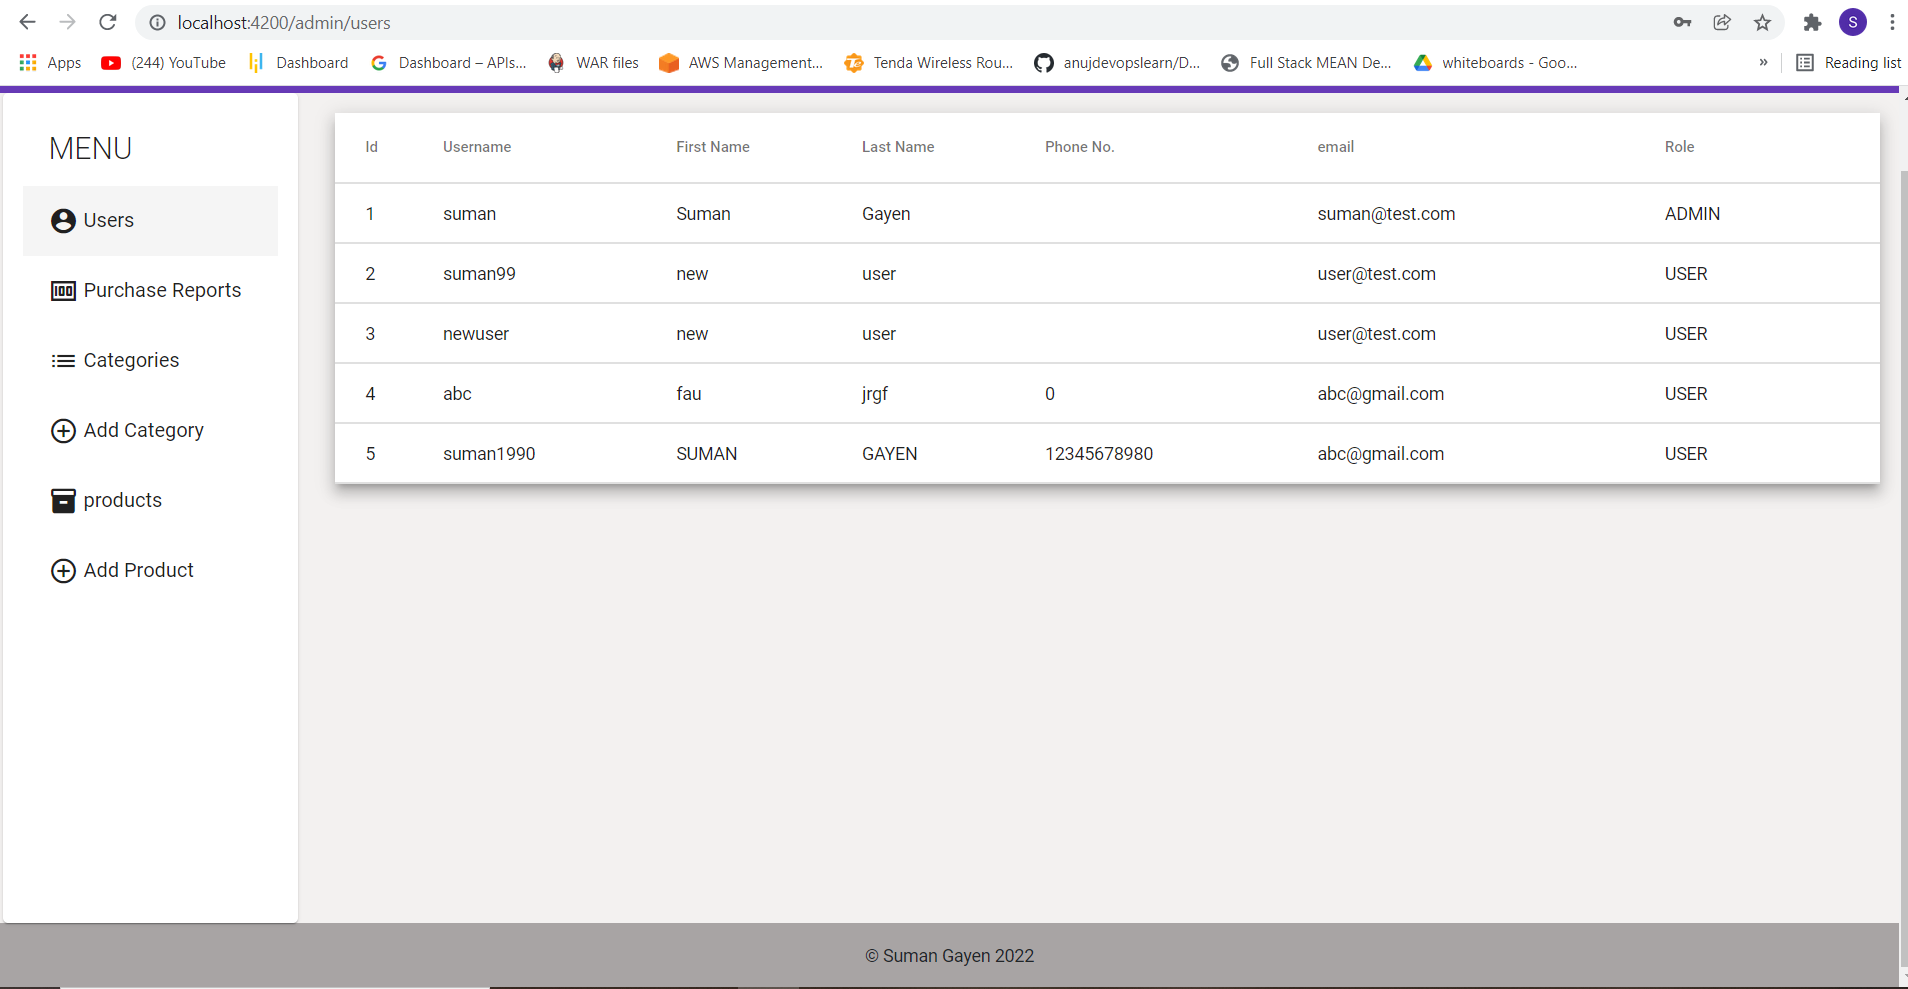 localhost:4200/admin/users
S
Apps (244) YouTube Dashboard Dashboard – APIs... WAR files AWS Management... Tenda Wireless Rou... anujdevopslearn/D... Full Stack MEAN De... whiteboards - Goo... » Reading list
MENU
Users
Purchase Reports
Categories
Add Category
products
Add Product
Id Username First Name Last Name Phone No. email Role
1 suman Suman Gayen suman@test.com ADMIN
2 suman99 new user user@test.com USER
3 newuser new user user@test.com USER
4 abc fau jrgf 0 abc@gmail.com USER
5 suman1990 SUMAN GAYEN 12345678980 abc@gmail.com USER
© Suman Gayen 2022